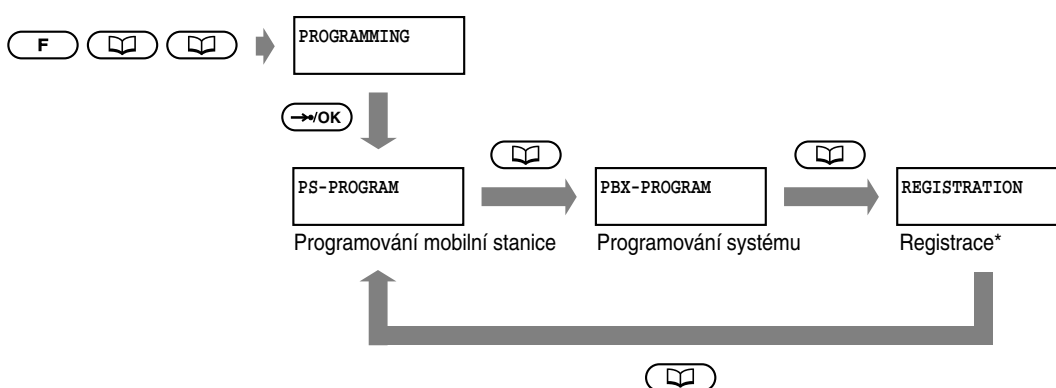 F
PROGRAMMING
/OK
PS-PROGRAM
PBX-PROGRAM
REGISTRATION
Programování mobilní stanice
Programování systému
Registrace*